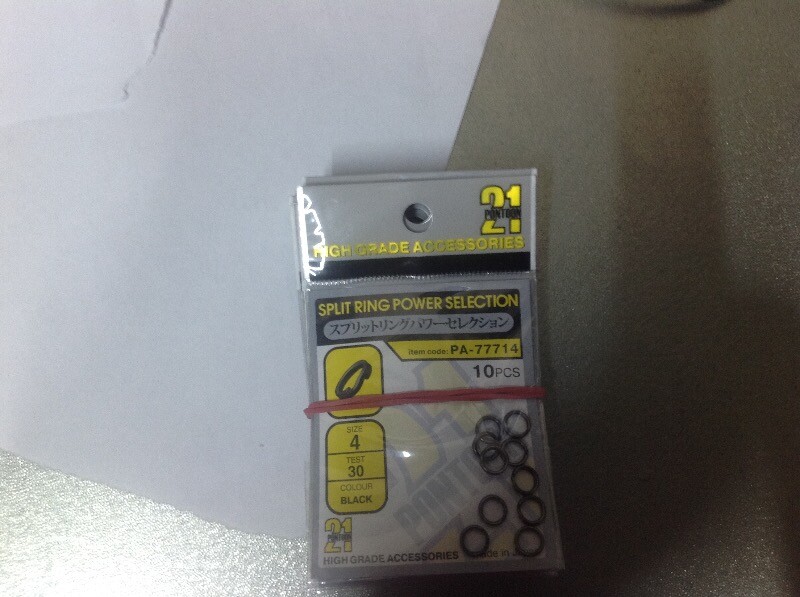 21
PONTOON
HIGH GRADE ACCESSORIES
SPLIT RING POWER SELECTION
スプリットリングパワーセレクション
item code: PA-77714
10PCS
SIZE
4
TEST
30
COLOUR
BLACK
21
PONTOON
HIGH GRADE ACCESSORIES
made in